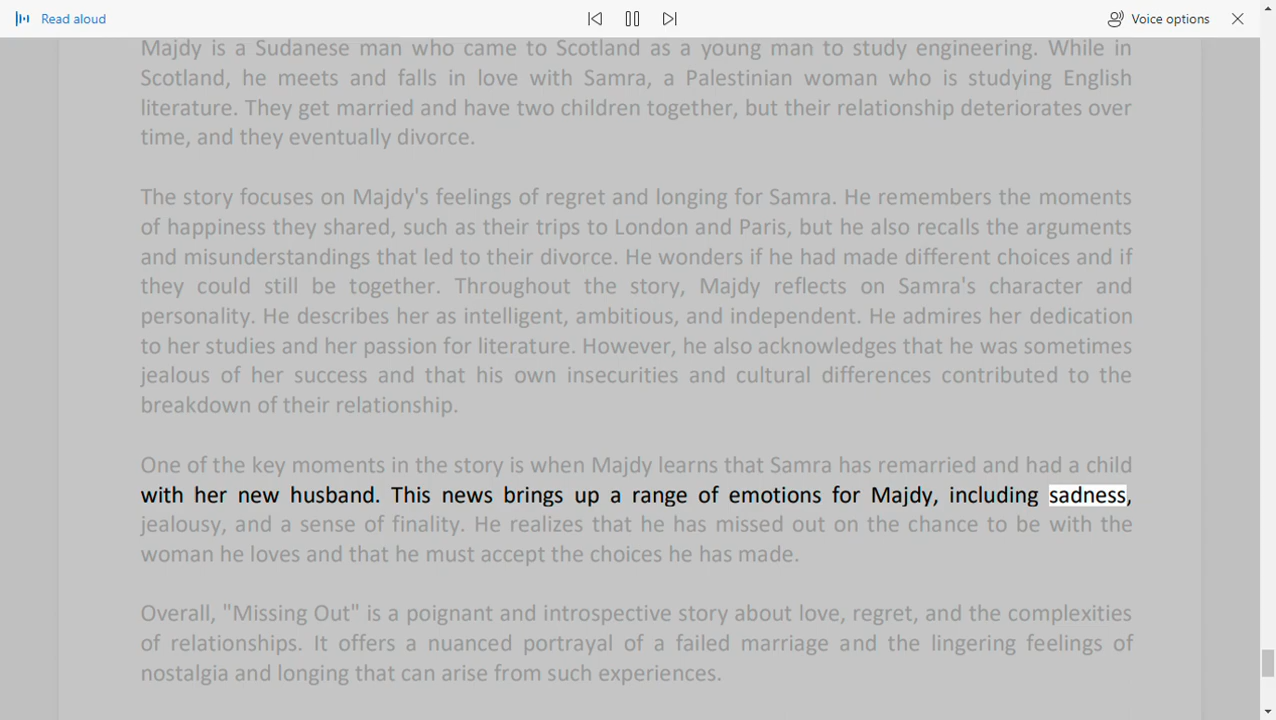 Read aloud
Voice options
Majdy is a Sudanese man who came to Scotland as a young man to study engineering. While in
Scotland, he meets and falls in love with Samra, a Palestinian woman who is studying English
literature. They get married and have two children together, but their relationship deteriorates over
time, and they eventually divorce.
The story focuses on Majdy's feelings of regret and longing for Samra. He remembers the moments
of happiness they shared, such as their trips to London and Paris, but he also recalls the arguments
and misunderstandings that led to their divorce. He wonders if he had made different choices and if
they could still be together. Throughout the story, Majdy reflects on Samra's character and
personality. He describes her as intelligent, ambitious, and independent. He admires her dedication
to her studies and her passion for literature. However, he also acknowledges that he was sometimes
jealous of her success and that his own insecurities and cultural differences contributed to the
breakdown of their relationship.
One of the key moments in the story is when Majdy learns that Samra has remarried and had a child
with her new husband. This news brings up a range of emotions for Majdy, including sadness,
jealousy, and a sense of finality. He realizes that he has missed out on the chance to be with the
woman he loves and that he must accept the choices he has made.
Overall, "Missing Out" is a poignant and introspective story about love, regret, and the complexities
of relationships. It offers a nuanced portrayal of a failed marriage and the lingering feelings of
nostalgia and longing that can arise from such experiences.